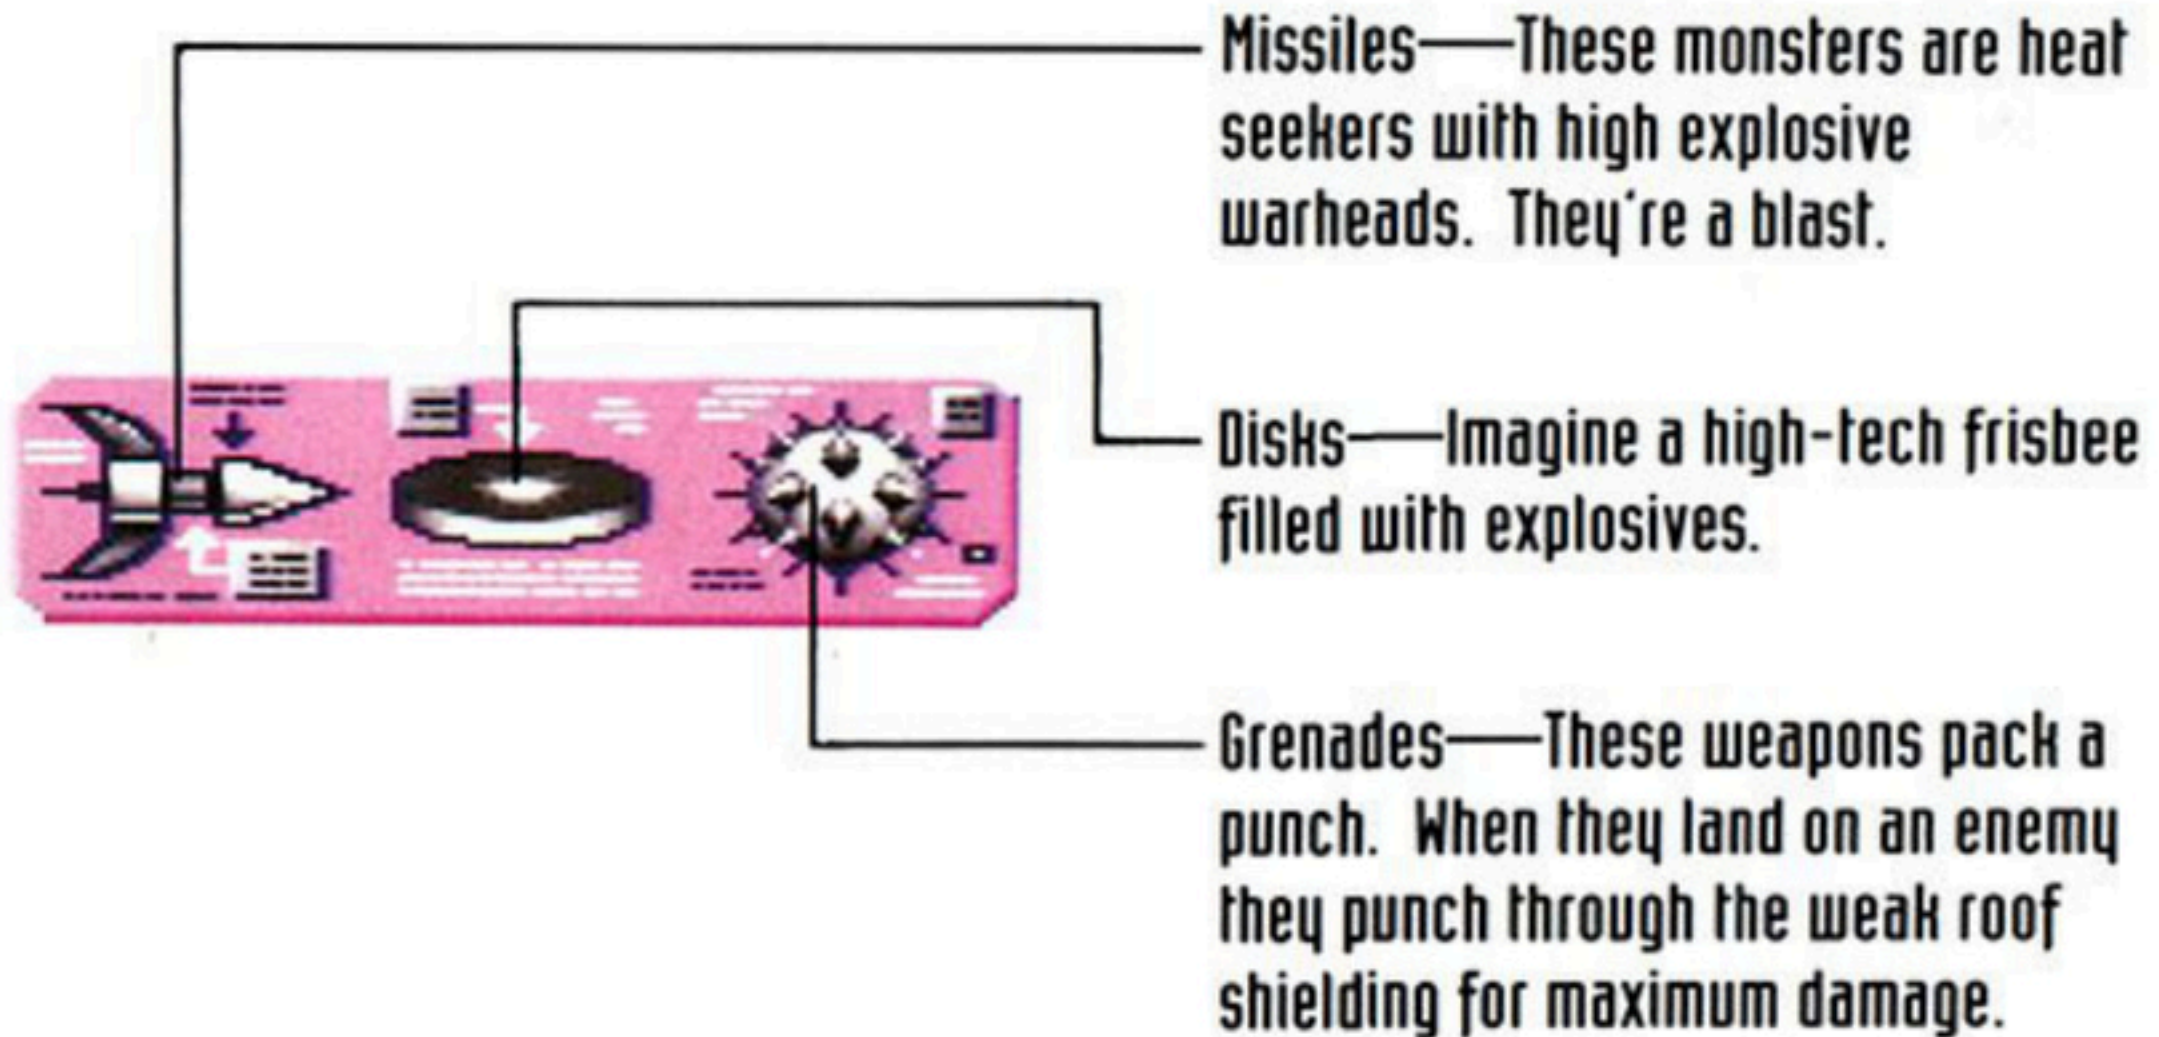 Missiles—These monsters are heat
seekers with high explosive
warheads. They're a blast.
Disks—Imagine a high-tech frisbee
filled with explosives.
Grenades—These weapons pack a
punch. When they land on an enemy
they punch through the weak roof
shielding for maximum damage.